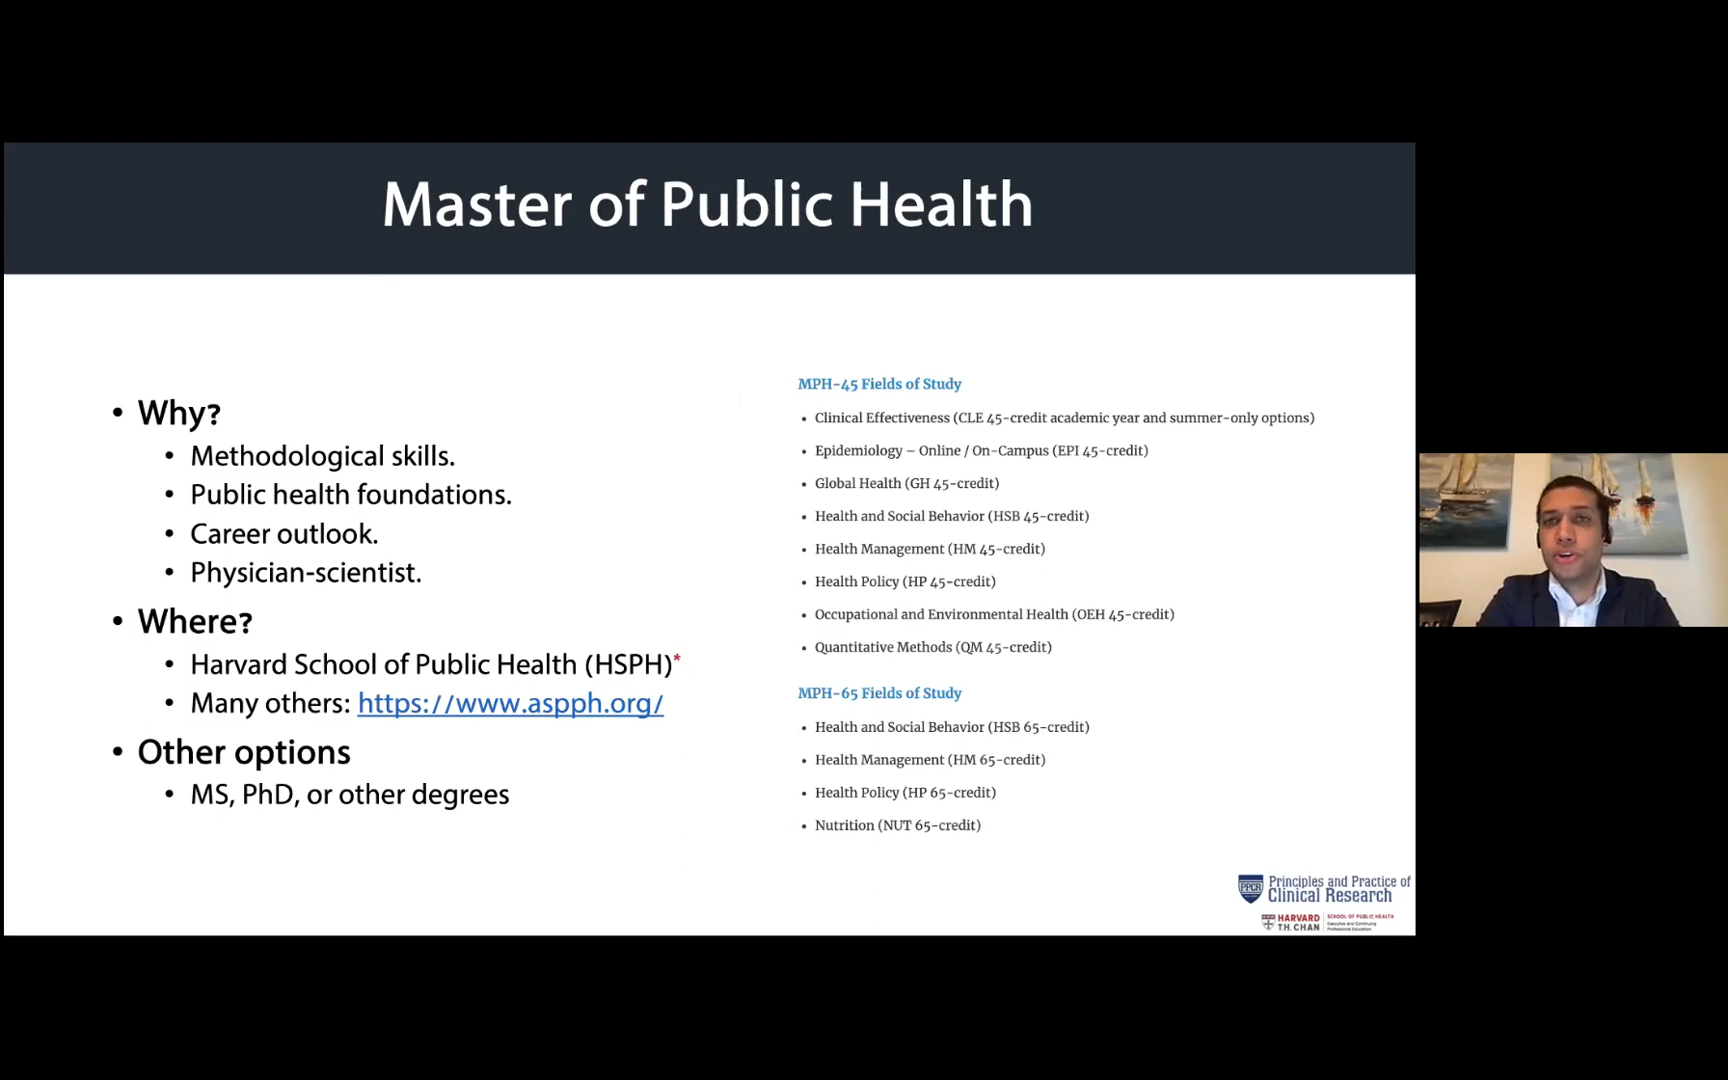 Master of Public Health
• Why?
• Methodological skills.
• Public health foundations.
• Career outlook.
• Physician-scientist.
• Where?
• Harvard School of Public Health (HSPH)*
• Many others: https://www.aspph.org/
• Other options
• MS, PhD, or other degrees
MPH-45 Fields of Study
• Clinical Effectiveness (CLE 45-credit academic year and summer-only options)
• Epidemiology – Online / On-Campus (EPI 45-credit)
• Global Health (GH 45-credit)
• Health and Social Behavior (HSB 45-credit)
• Health Management (HM 45-credit)
• Health Policy (HP 45-credit)
• Occupational and Environmental Health (OEH 45-credit)
• Quantitative Methods (QM 45-credit)
MPH-65 Fields of Study
• Health and Social Behavior (HSB 65-credit)
• Health Management (HM 65-credit)
• Health Policy (HP 65-credit)
• Nutrition (NUT 65-credit)
PPCR
Principles and Practice of
Clinical Research
HARVARD
T.H. CHAN
SCHOOL OF PUBLIC HEALTH
Executive and Continuing
Professional Education